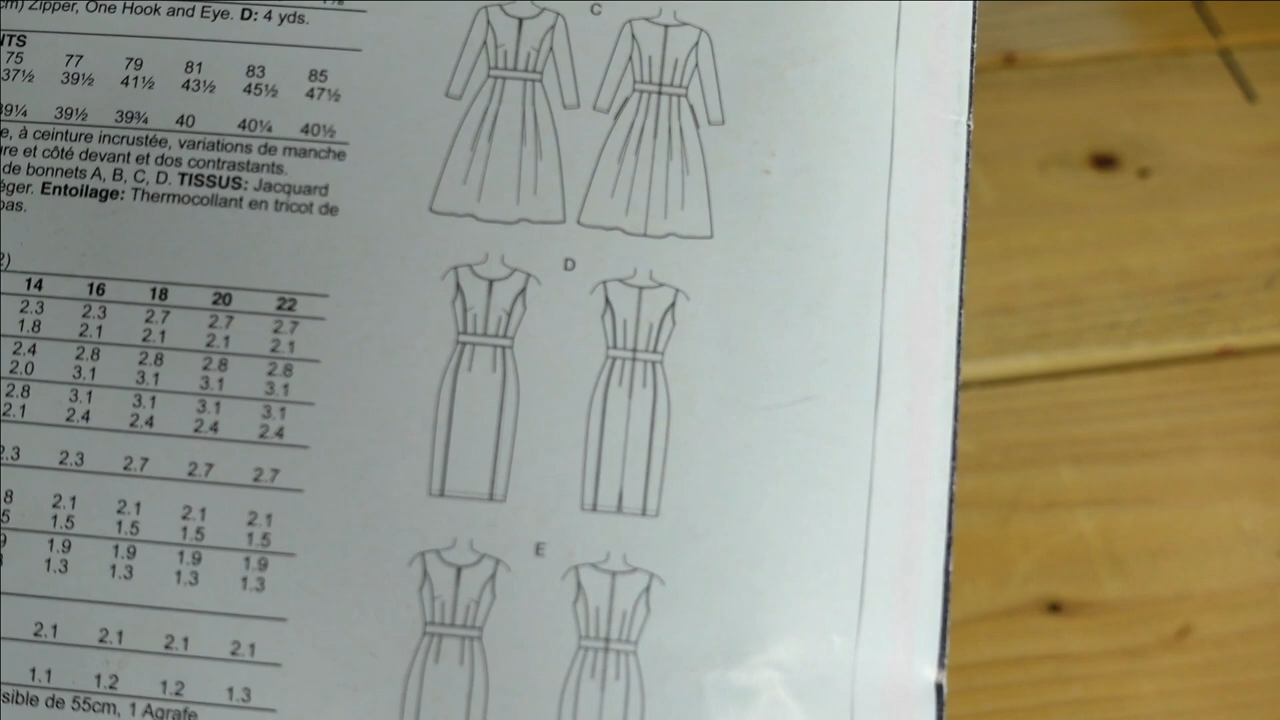 cm) Zipper, One Hook and Eye. D: 4 yds.
75 77 79 81 83 85
37½ 39½ 41½ 43½ 45½ 47½
39¼ 39½ 39¾ 40 40¼ 40½
e, à ceinture incrustée, variations de manche
et côté devant et dos contrastants.
de bonnets A, B, C, D. TISSUS: Jacquard
Entoilage: Thermocollant en tricot de
14 16 18 20 22
2.3 2.3 2.7 2.7 2.7
1.8 2.1 2.1 2.1 2.1
2.4 2.8 2.8 2.8 2.8
2.0 3.1 3.1 3.1 3.1
2.8 3.1 3.1 3.1 3.1
2.1 2.4 2.4 2.4 2.4
2.3 2.3 2.7 2.7 2.7
8 2.1 2.1 2.1 2.1
5 1.5 1.5 1.5 1.5
1.9 1.9 1.9 1.9
1.3 1.3 1.3 1.3
2.1 2.1 2.1 2.1
1.1 1.2 1.2 1.3
sible de 55cm, 1 Agrafe
C
D
E